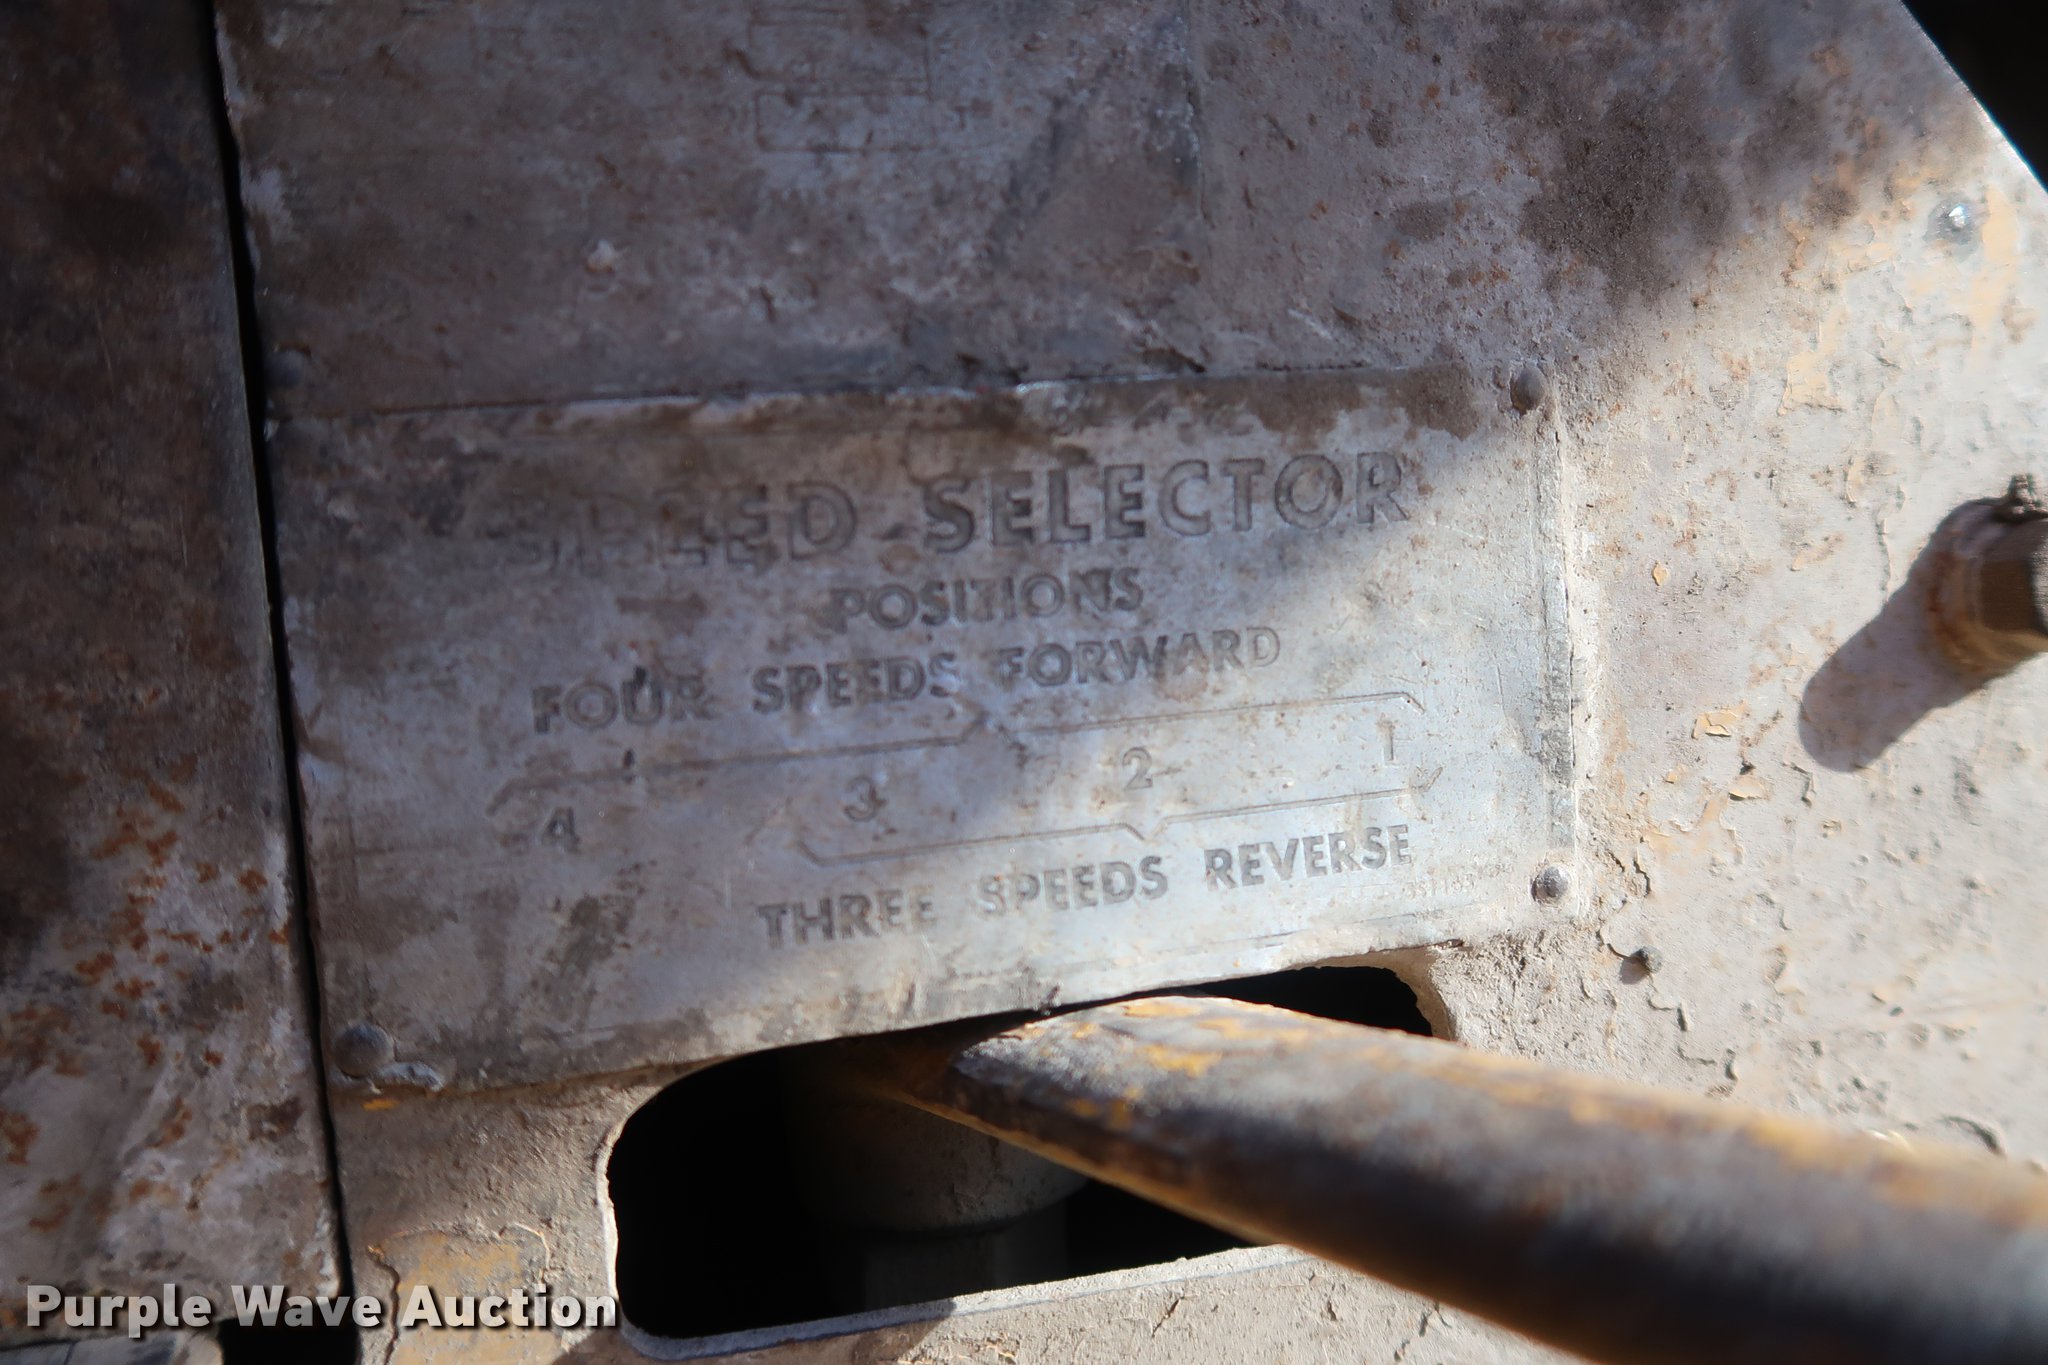 SPEED SELECTOR
POSITIONS
FOUR SPEEDS FORWARD
4 3 2 1
THREE SPEEDS REVERSE
Purple Wave Auction